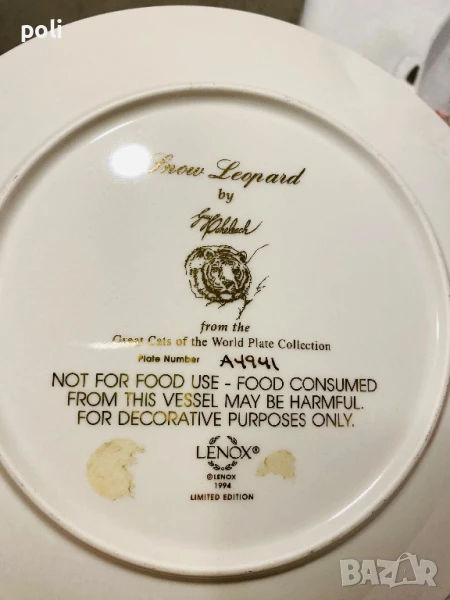 poli
Snow Leopard
by
from the
Great Cats of the World Plate Collection
Plate Number A4941
NOT FOR FOOD USE - FOOD CONSUMED
FROM THIS VESSEL MAY BE HARMFUL.
FOR DECORATIVE PURPOSES ONLY.
LENOX®
©LENOX
1994
LIMITED EDITION
BAZAR